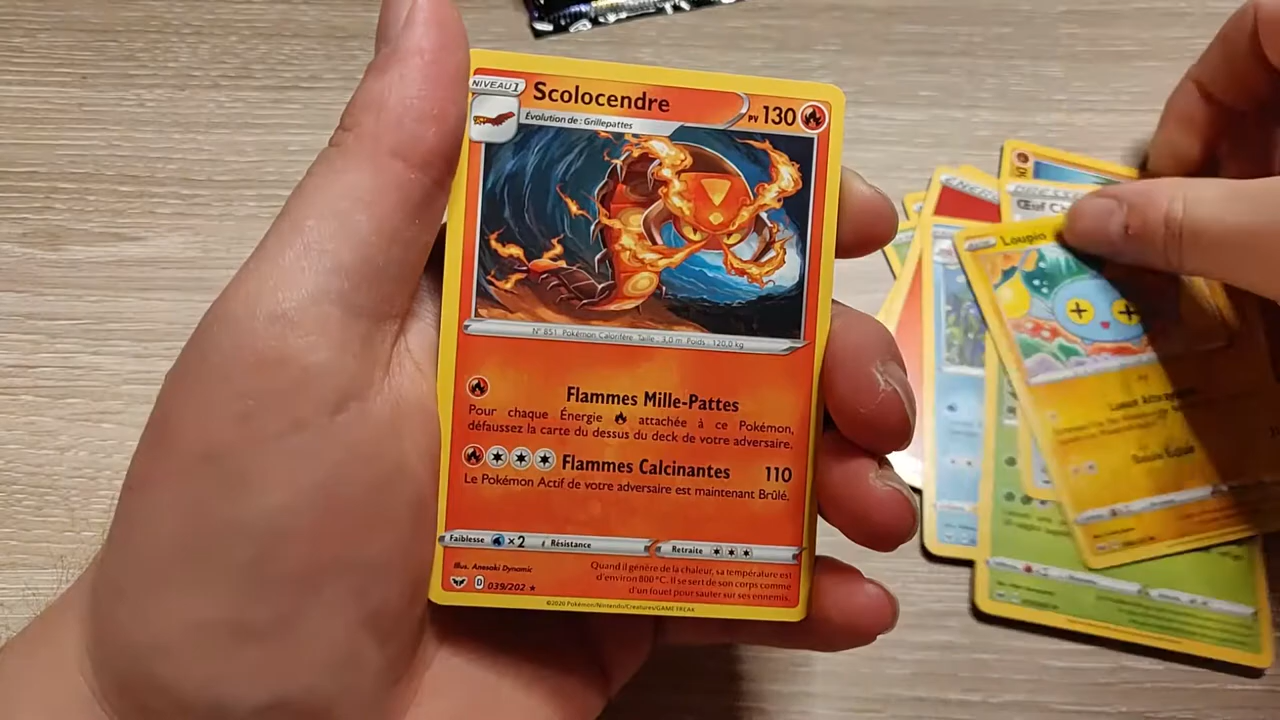 NIVEAU 1
Scolocendre
PV 130
Évolution de : Grillepattes
N° 851 Pokémon Calorifère Taille : 3,0 m Poids : 120,0 kg
Flammes Mille-Pattes
Pour chaque Énergie attachée à ce Pokémon,
défaussez la carte du dessus du deck de votre adversaire.
Flammes Calcinantes 110
Le Pokémon Actif de votre adversaire est maintenant Brûlé.
Faiblesse ×2 Résistance Retraite
Illus. Anesaki Dynamic
Quand il génère de la chaleur, sa température est
d'environ 800 °C. Il se sert de son corps comme
d'un fouet pour sauter sur ses ennemis.
D 039/202 ★
©2020 Pokémon/Nintendo/Creatures/GAME FREAK
Œuf Ch
Loupio